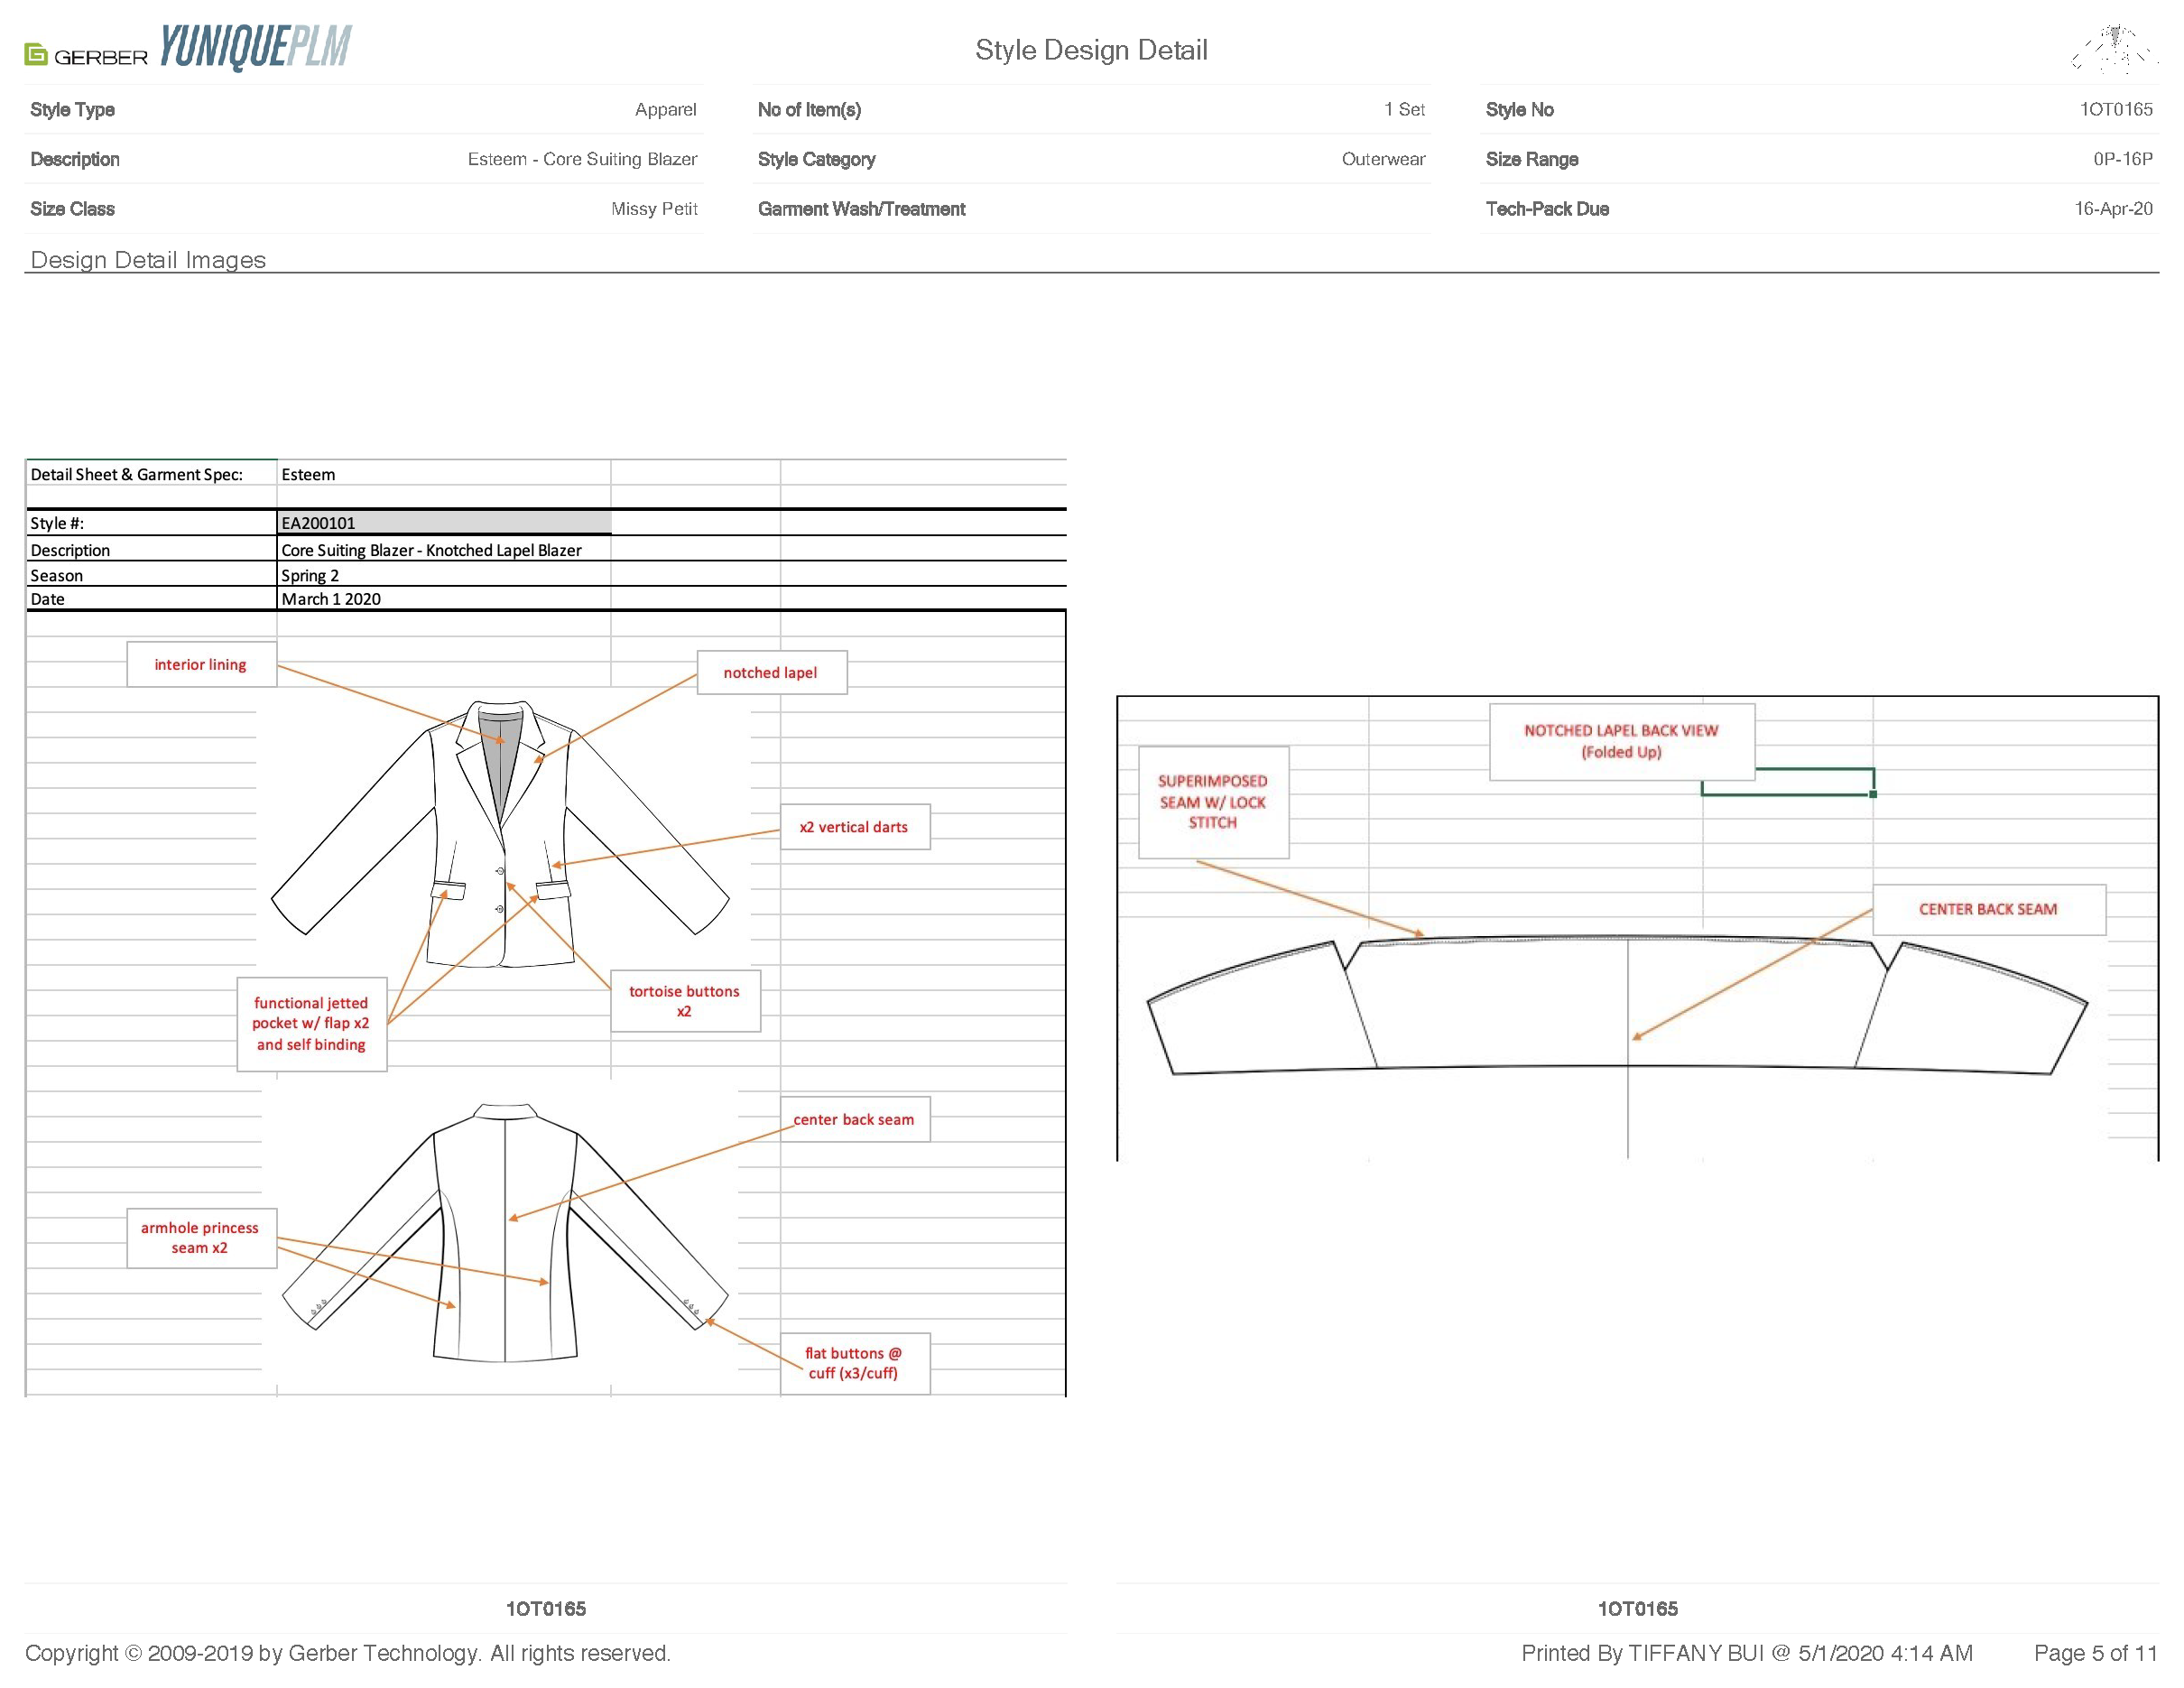 GERBER YUNIQUEPLM
Style Design Detail
Style Type Apparel No of Item(s) 1 Set Style No 1OT0165
Description Esteem - Core Suiting Blazer Style Category Outerwear Size Range 0P-16P
Size Class Missy Petit Garment Wash/Treatment Tech-Pack Due 16-Apr-20
Design Detail Images
Detail Sheet & Garment Spec: Esteem
Style #: EA200101
Description Core Suiting Blazer - Knotched Lapel Blazer
Season Spring 2
Date March 1 2020
interior lining
notched lapel
x2 vertical darts
functional jetted
pocket w/ flap x2
and self binding
tortoise buttons
x2
center back seam
armhole princess
seam x2
flat buttons @
cuff (x3/cuff)
NOTCHED LAPEL BACK VIEW
(Folded Up)
SUPERIMPOSED
SEAM W/ LOCK
STITCH
CENTER BACK SEAM
1OT0165 1OT0165
Copyright © 2009-2019 by Gerber Technology. All rights reserved. Printed By TIFFANY BUI @ 5/1/2020 4:14 AM Page 5 of 11